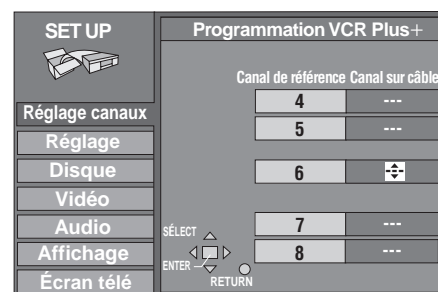 SET UP
Programmation VCR Plus+
Canal de référence Canal sur câble
4 ---
5 ---
6
7 ---
8 ---
Réglage canaux
Réglage
Disque
Vidéo
Audio
Affichage
Écran télé
SÉLECT
ENTER
RETURN